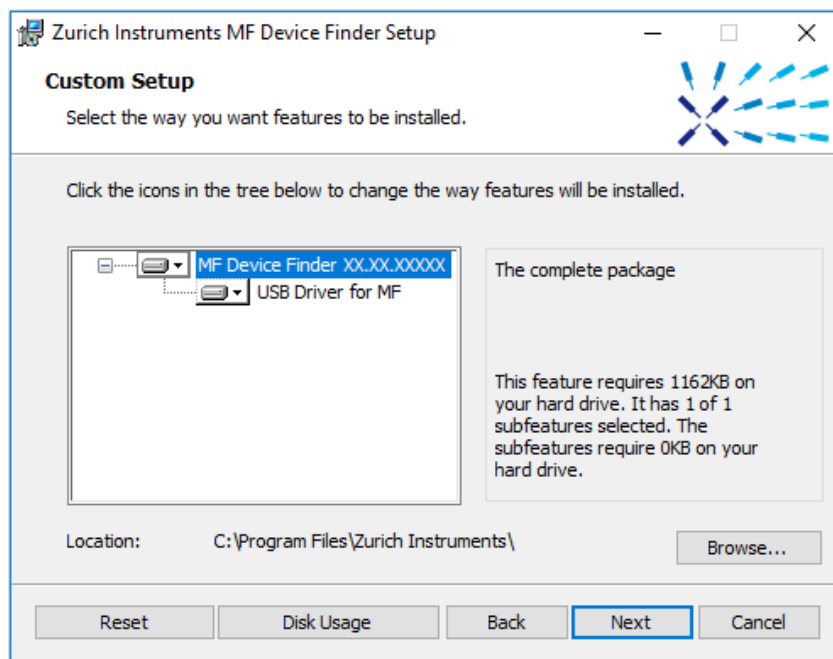 Zurich Instruments MF Device Finder Setup
Custom Setup
Select the way you want features to be installed.
Click the icons in the tree below to change the way features will be installed.
MF Device Finder XX.XX.XXXXX
USB Driver for MF
The complete package
This feature requires 1162KB on
your hard drive. It has 1 of 1
subfeatures selected. The
subfeatures require 0KB on your
hard drive.
Location: C:\Program Files\Zurich Instruments\
Browse...
Reset Disk Usage Back Next Cancel